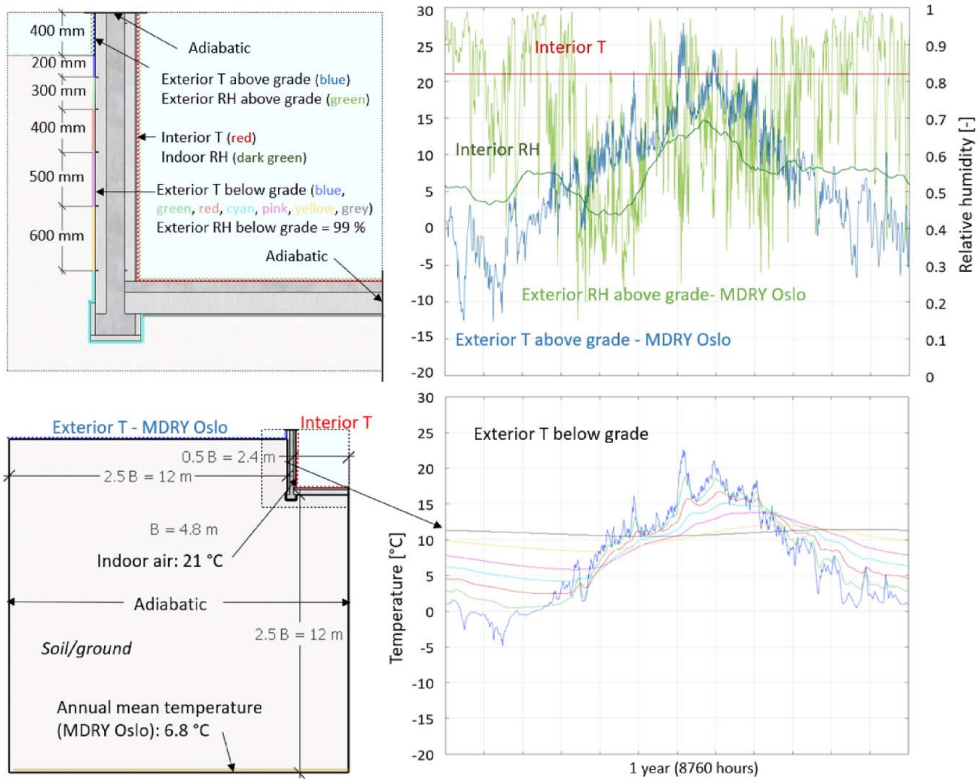 400 mm
200 mm
300 mm
400 mm
500 mm
600 mm
Adiabatic
Exterior T above grade (blue)
Exterior RH above grade (green)
Interior T (red)
Indoor RH (dark green)
Exterior T below grade (blue,
green, red, cyan, pink, yellow, grey)
Exterior RH below grade = 99 %
Adiabatic
30
25
20
15
10
5
0
-5
-10
-15
-20
Interior T
Interior RH
Exterior RH above grade- MDRY Oslo
Exterior T above grade - MDRY Oslo
1
0.9
0.8
0.7
0.6
0.5
0.4
0.3
0.2
0.1
0
Relative humidity [-]
Exterior T - MDRY Oslo
Interior T
0.5 B = 2.4 m
2.5 B = 12 m
B = 4.8 m
Indoor air: 21 °C
Adiabatic
2.5 B = 12 m
Soil/ground
Annual mean temperature
(MDRY Oslo): 6.8 °C
Temperature [°C]
30
25
20
15
10
5
0
-5
-10
-15
-20
Exterior T below grade
1 year (8760 hours)